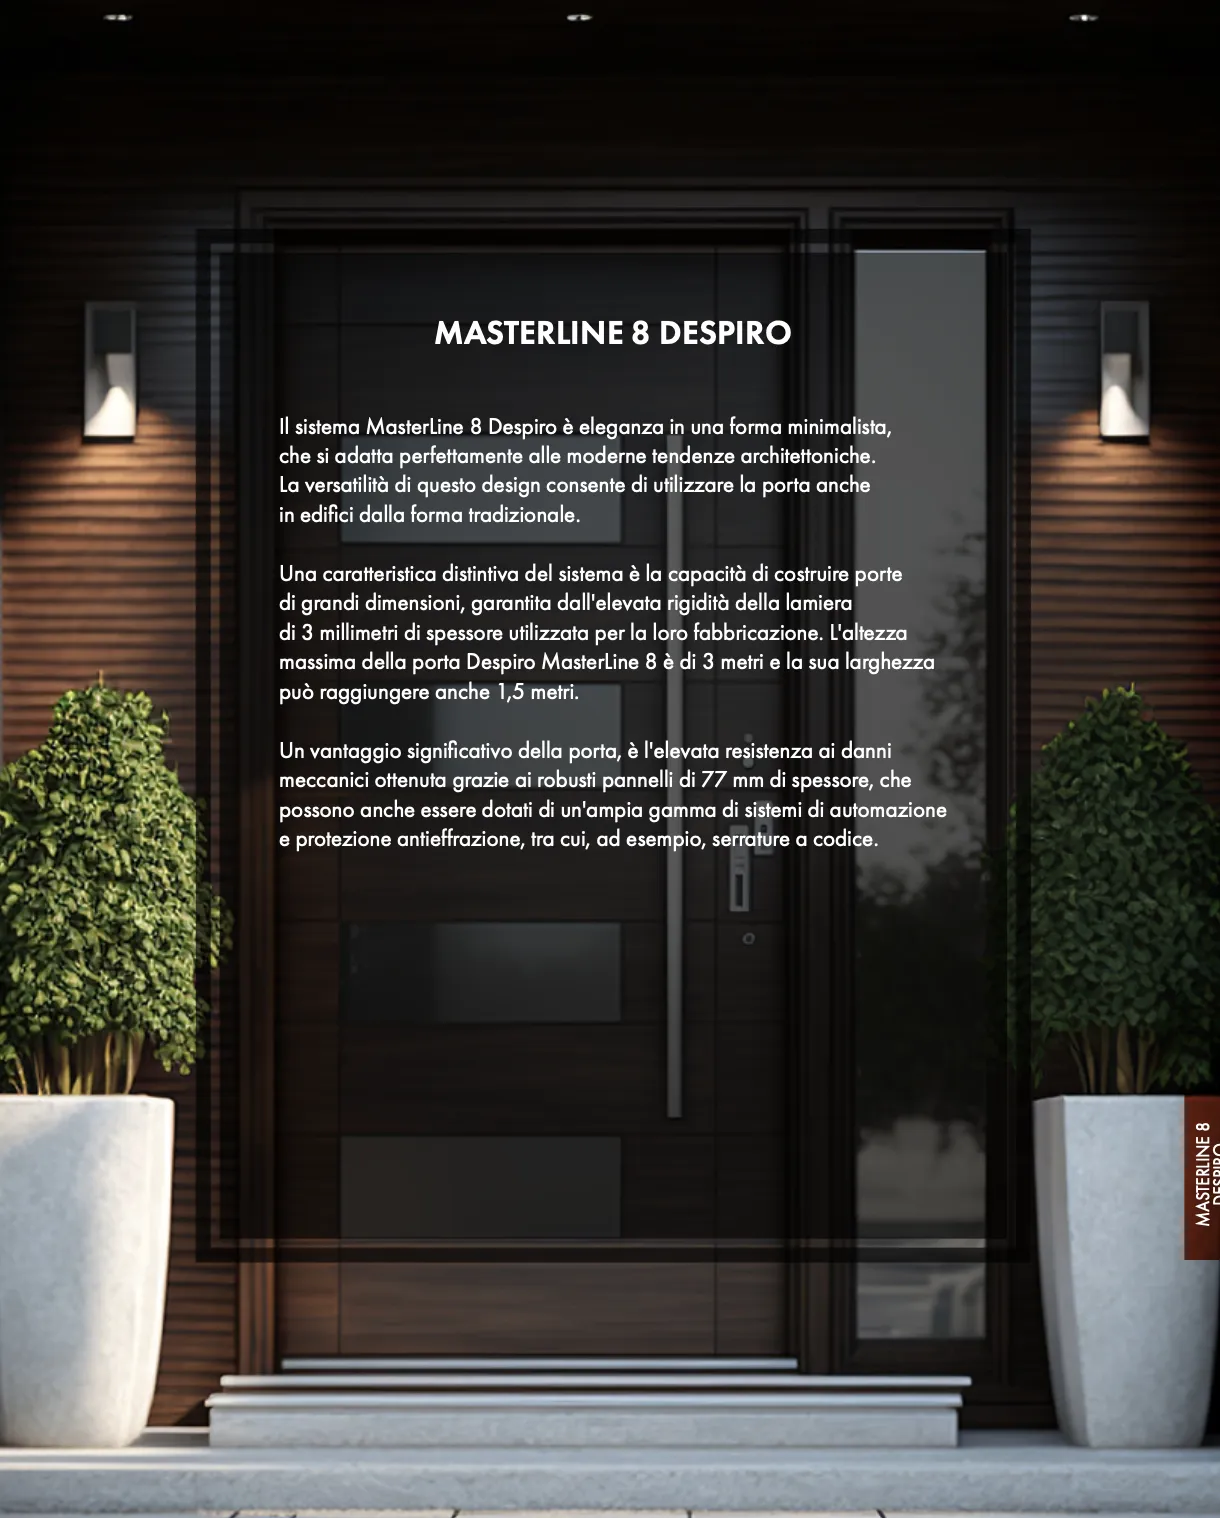 MASTERLINE 8 DESPIRO
Il sistema MasterLine 8 Despiro è eleganza in una forma minimalista,
che si adatta perfettamente alle moderne tendenze architettoniche.
La versatilità di questo design consente di utilizzare la porta anche
in edifici dalla forma tradizionale.
Una caratteristica distintiva del sistema è la capacità di costruire porte
di grandi dimensioni, garantita dall'elevata rigidità della lamiera
di 3 millimetri di spessore utilizzata per la loro fabbricazione. L'altezza
massima della porta Despiro MasterLine 8 è di 3 metri e la sua larghezza
può raggiungere anche 1,5 metri.
Un vantaggio significativo della porta, è l'elevata resistenza ai danni
meccanici ottenuta grazie ai robusti pannelli di 77 mm di spessore, che
possono anche essere dotati di un'ampia gamma di sistemi di automazione
e protezione antieffrazione, tra cui, ad esempio, serrature a codice.
MASTERLINE 8
DESPIRO